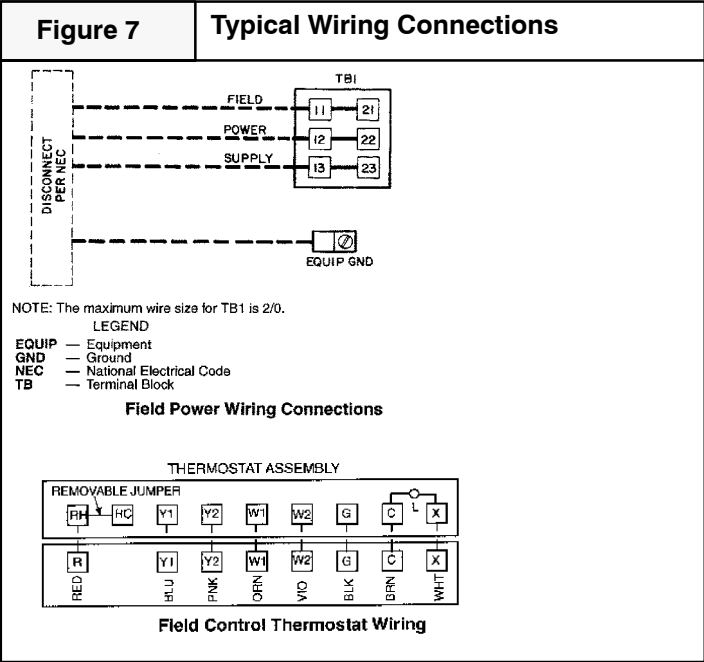 Figure 7
Typical Wiring Connections
TB1
DISCONNECT
PER NEC
FIELD
11 21
POWER
12 22
SUPPLY
13 23
EQUIP GND
NOTE: The maximum wire size for TB1 is 2/0.
LEGEND
EQUIP — Equipment
GND — Ground
NEC — National Electrical Code
TB — Terminal Block
Field Power Wiring Connections
THERMOSTAT ASSEMBLY
REMOVABLE JUMPER
RH RC Y1 Y2 W1 W2 G C L X
R Y1 Y2 W1 W2 G C X
RED BLU PNK ORN VIO BLK BRN WHT
Field Control Thermostat Wiring